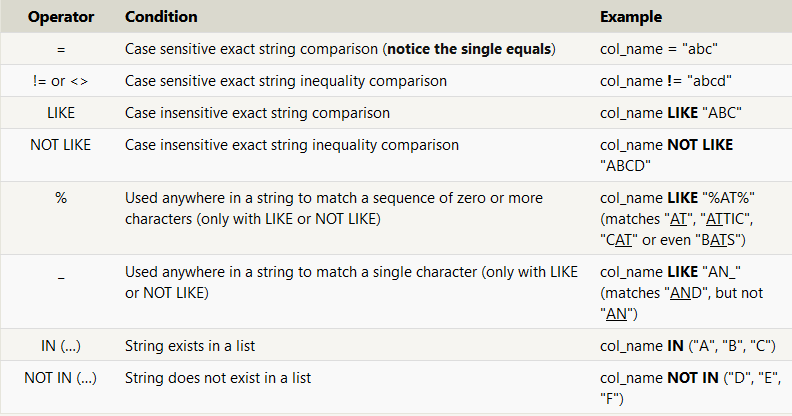 Operator Condition Example
= Case sensitive exact string comparison (notice the single equals) col_name = "abc"
!= or <> Case sensitive exact string inequality comparison col_name != "abcd"
LIKE Case insensitive exact string comparison col_name LIKE "ABC"
NOT LIKE Case insensitive exact string inequality comparison col_name NOT LIKE
"ABCD"
% Used anywhere in a string to match a sequence of zero or more col_name LIKE "%AT%"
characters (only with LIKE or NOT LIKE) (matches "AT", "ATTIC",
"CAT" or even "BATS")
_ Used anywhere in a string to match a single character (only with LIKE col_name LIKE "AN_"
or NOT LIKE) (matches "AND", but not
"AN")
IN (…) String exists in a list col_name IN ("A", "B", "C")
NOT IN (…) String does not exist in a list col_name NOT IN ("D", "E",
"F")